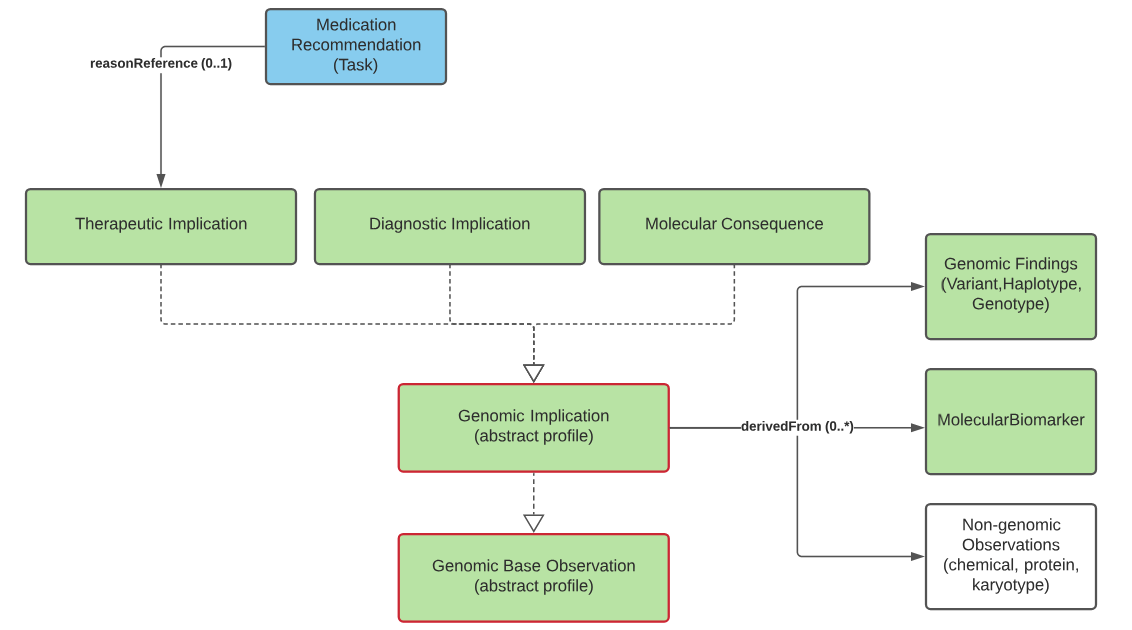 Medication
Recommendation
(Task)
reasonReference (0..1)
Therapeutic Implication
Diagnostic Implication
Molecular Consequence
Genomic Findings
(Variant,Haplotype,
Genotype)
Genomic Implication
(abstract profile)
derivedFrom (0..*)
MolecularBiomarker
Non-genomic
Observations
(chemical, protein,
karyotype)
Genomic Base Observation
(abstract profile)